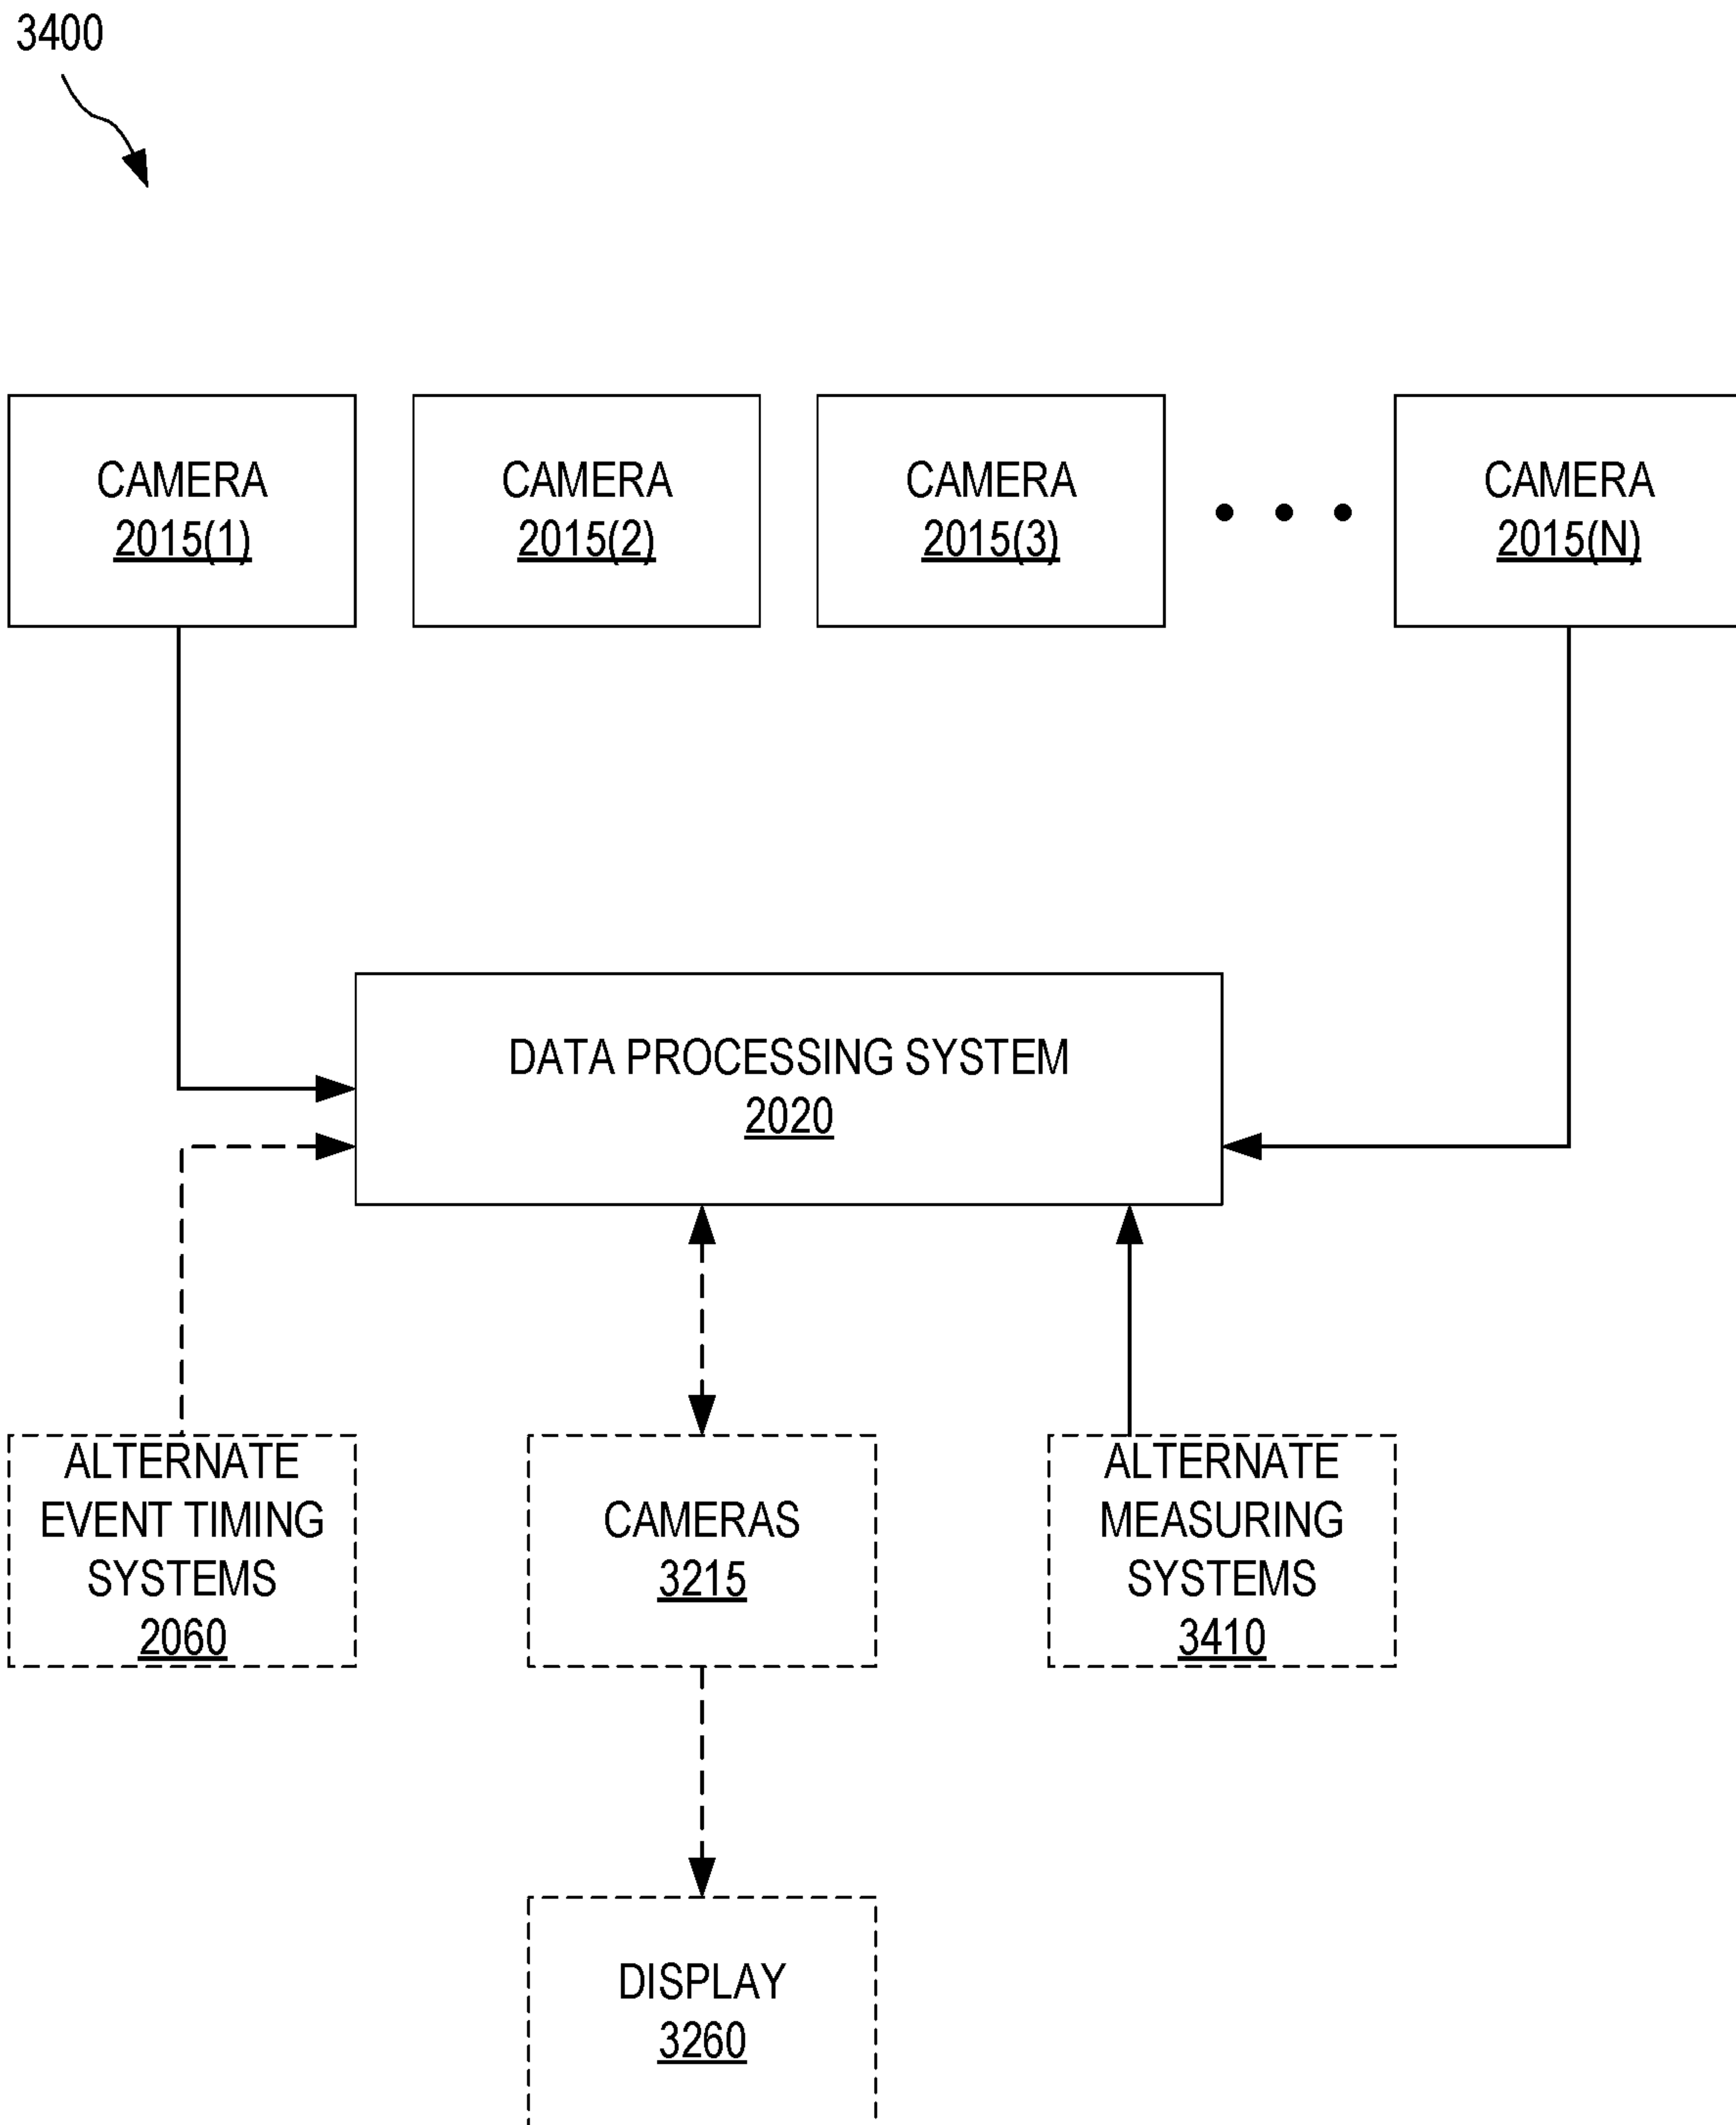 3400
CAMERA
2015(1)
CAMERA
2015(2)
CAMERA
2015(3)
CAMERA
2015(N)
DATA PROCESSING SYSTEM
2020
ALTERNATE
EVENT TIMING
SYSTEMS
2060
CAMERAS
3215
ALTERNATE
MEASURING
SYSTEMS
3410
DISPLAY
3260